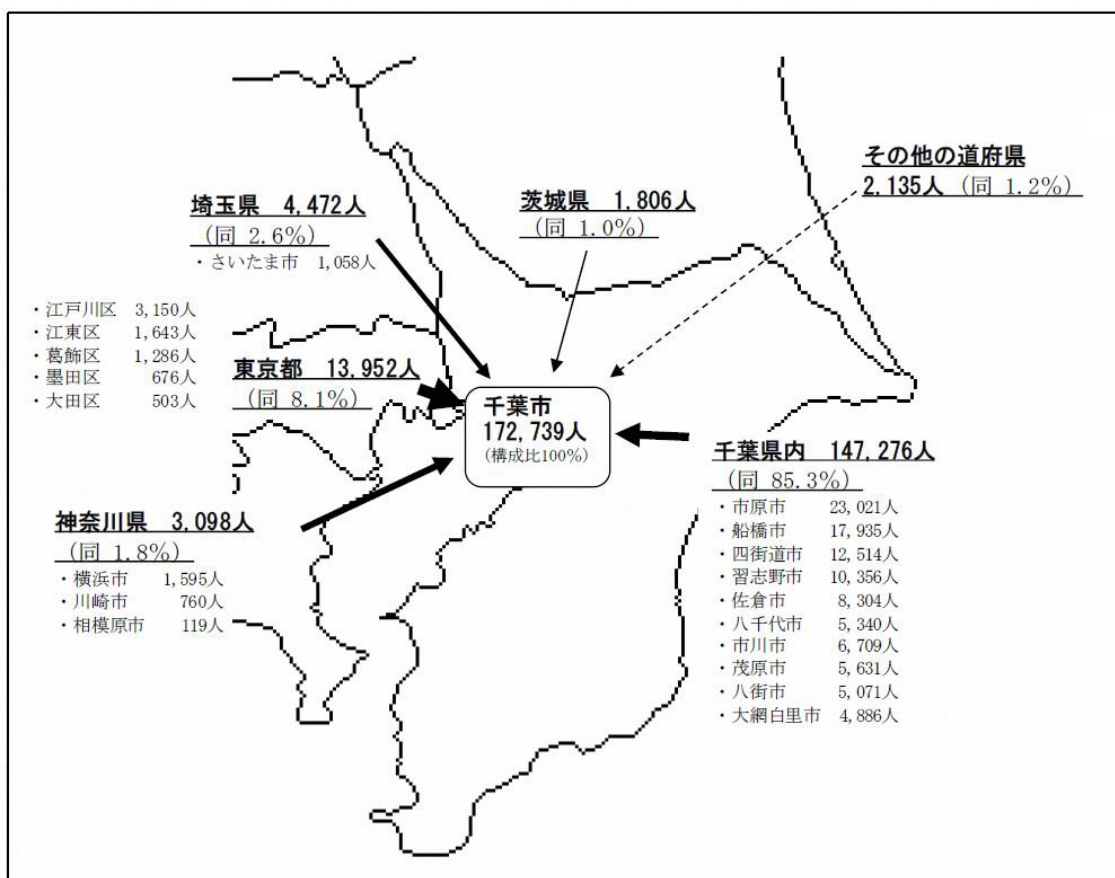 その他の道府県
2,135人 (同 1.2%)
埼玉県 4,472人
(同 2.6%)
・さいたま市 1,058人
茨城県 1,806人
(同 1.0%)
・江戸川区 3,150人
・江東区 1,643人
・葛飾区 1,286人
・墨田区 676人
・大田区 503人
東京都 13,952人
(同 8.1%)
千葉市
172,739人
(構成比100%)
千葉県内 147,276人
(同 85.3%)
・市原市 23,021人
・船橋市 17,935人
・四街道市 12,514人
・習志野市 10,356人
・佐倉市 8,304人
・八千代市 5,340人
・市川市 6,709人
・茂原市 5,631人
・八街市 5,071人
・大網白里市 4,886人
神奈川県 3,098人
(同 1.8%)
・横浜市 1,595人
・川崎市 760人
・相模原市 119人